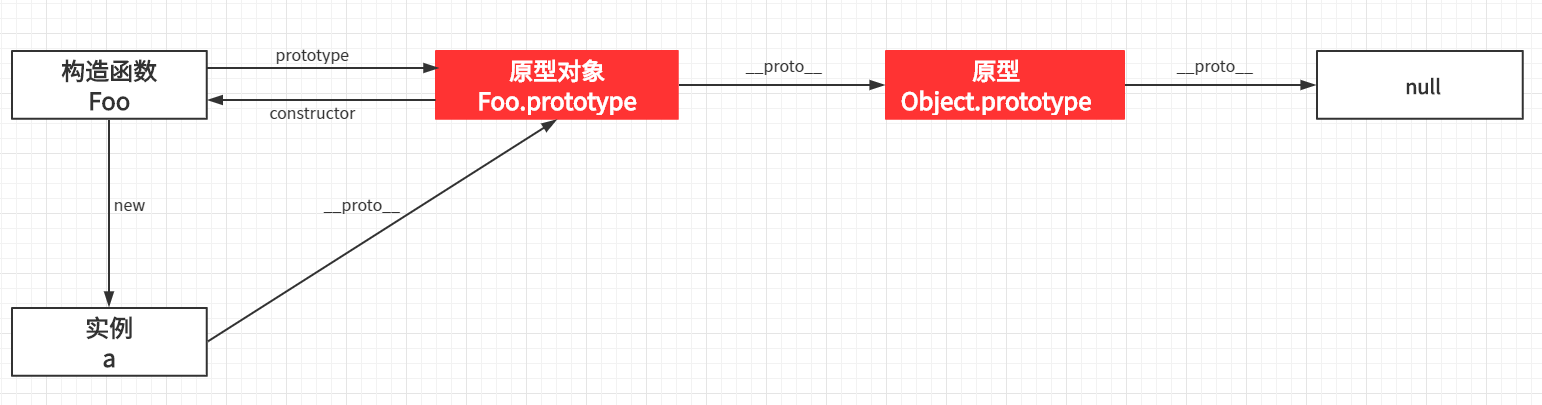 构造函数
Foo
prototype
constructor
原型对象
Foo.prototype
__proto__
原型
Object.prototype
__proto__
null
new
__proto__
实例
a